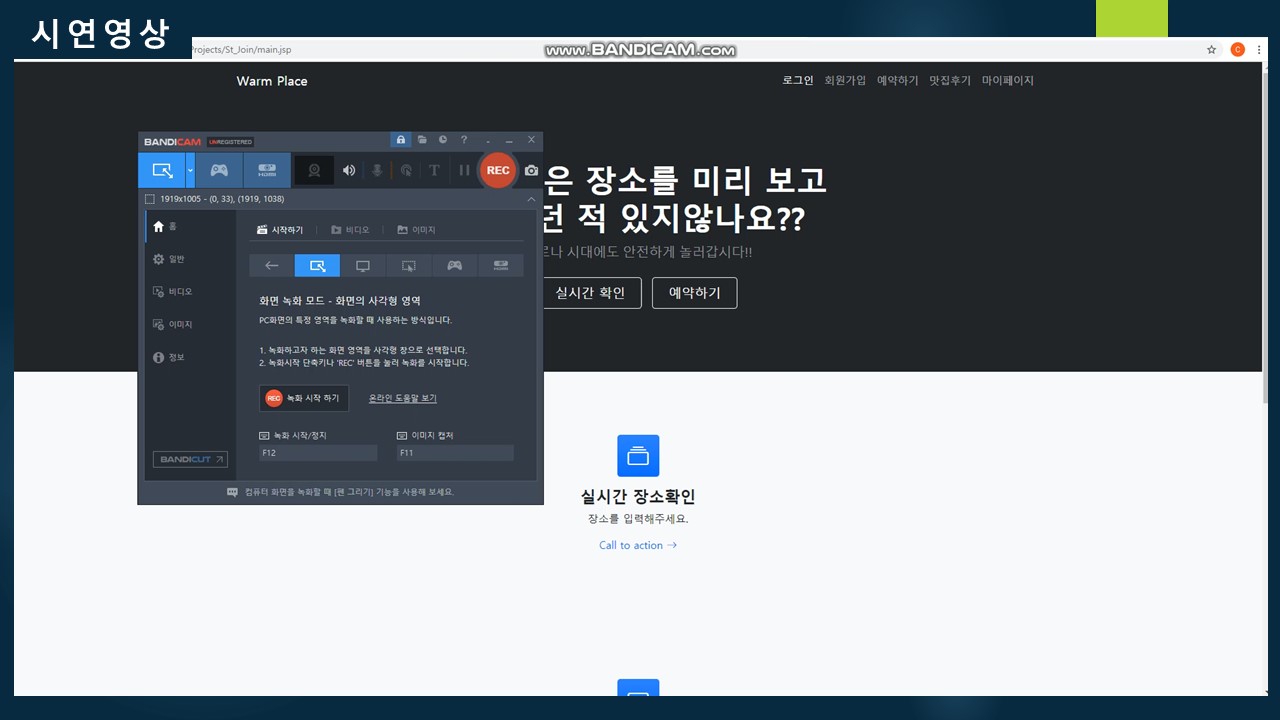 시연영상
Projects/St_Join/main.jsp
www.BANDICAM.com
C
Warm Place
로그인 회원가입 예약하기 맛집후기 마이페이지
BANDICAM UNREGISTERED
REC
1919x1005 - (0, 33), (1919, 1038)
홈
일반
비디오
이미지
정보
BANDICUT
시작하기 비디오 이미지
화면 녹화 모드 - 화면의 사각형 영역
PC화면의 특정 영역을 녹화할 때 사용하는 방식입니다.
1. 녹화하고자 하는 화면 영역을 사각형 창으로 선택합니다.
2. 녹화시작 단축키나 'REC' 버튼을 눌러 녹화를 시작합니다.
REC 녹화 시작 하기 온라인 도움말 보기
녹화 시작/정지 이미지 캡처
F12 F11
컴퓨터 화면을 녹화할 때 [펜 그리기] 기능을 사용해 보세요.
은 장소를 미리 보고
던 적 있지않나요??
로나 시대에도 안전하게 놀러갑시다!!
실시간 확인 예약하기
실시간 장소확인
장소를 입력해주세요.
Call to action →